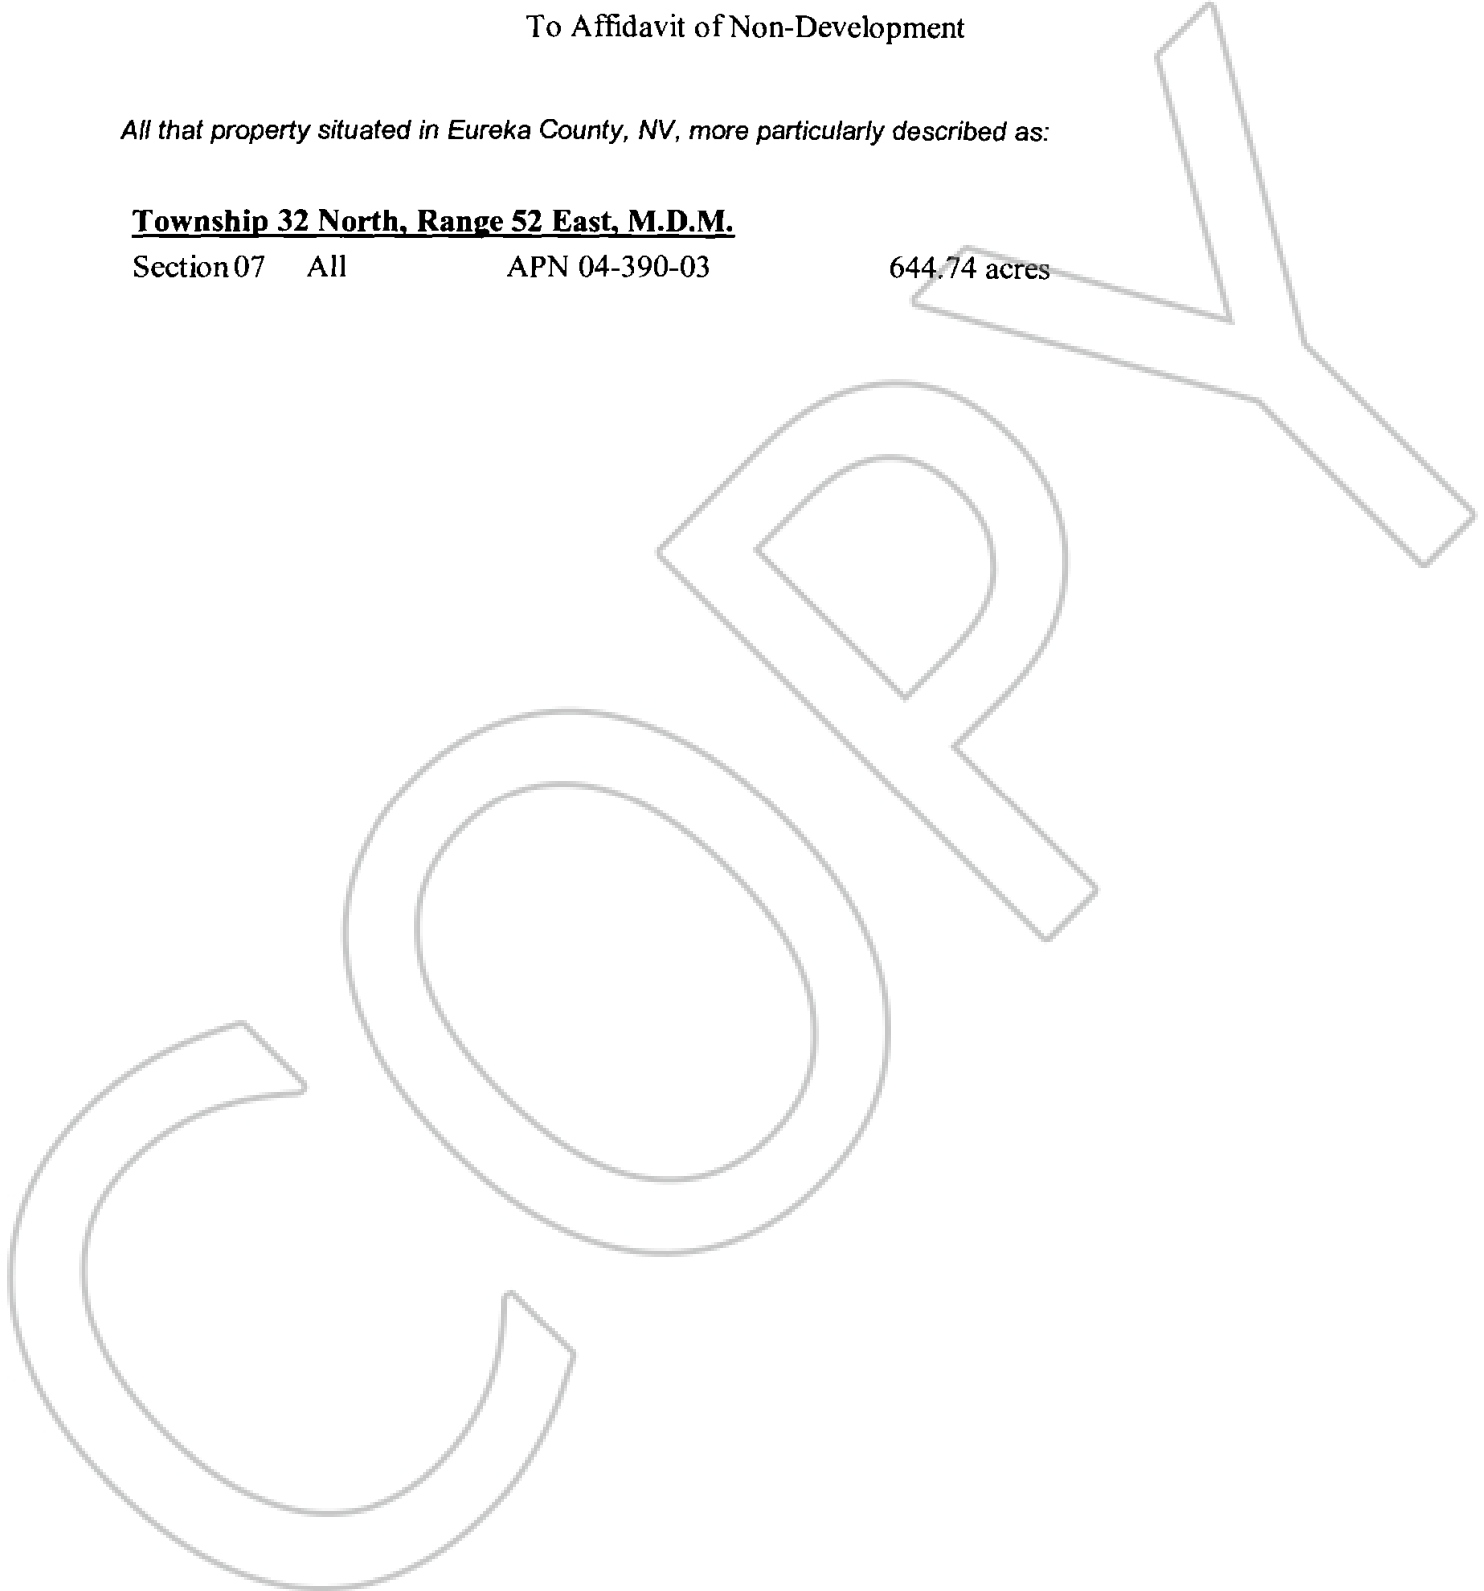 To Affidavit of Non-Development
All that property situated in Eureka County, NV, more particularly described as:
Township 32 North, Range 52 East, M.D.M.
Section 07 All APN 04-390-03 644.74 acres
COPY